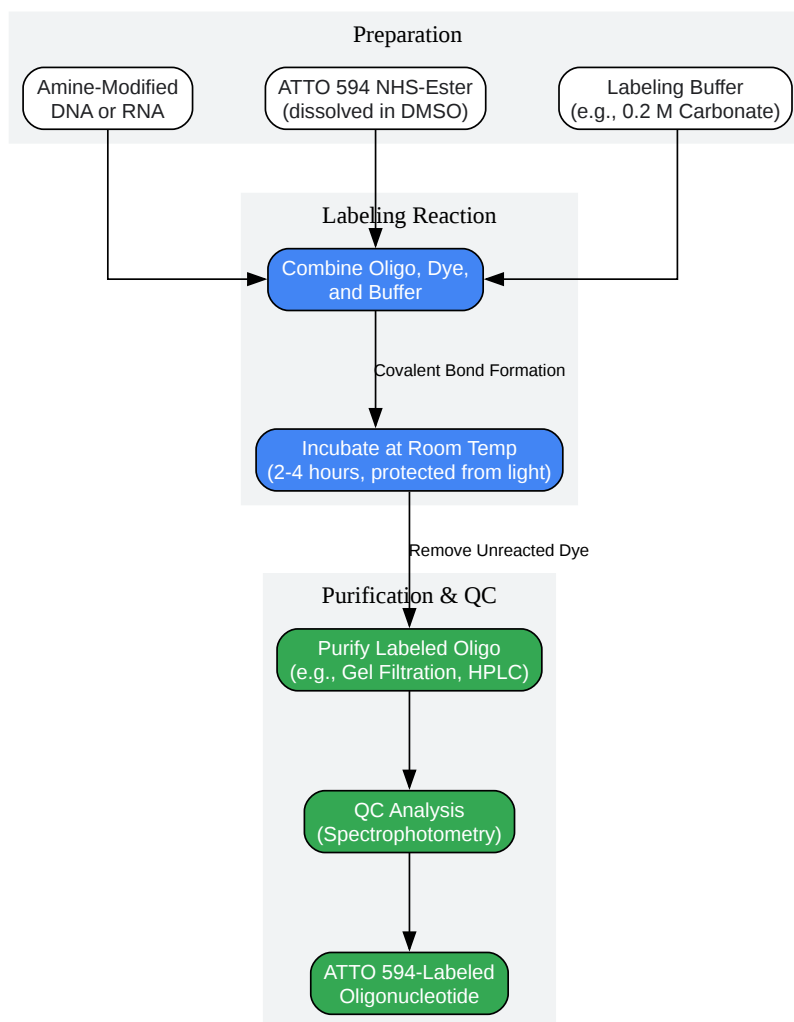 Preparation
Amine-Modified
DNA or RNA
ATTO 594 NHS-Ester
(dissolved in DMSO)
Labeling Buffer
(e.g., 0.2 M Carbonate)
Labeling Reaction
Combine Oligo, Dye,
and Buffer
Covalent Bond Formation
Incubate at Room Temp
(2-4 hours, protected from light)
Remove Unreacted Dye
Purification & QC
Purify Labeled Oligo
(e.g., Gel Filtration, HPLC)
QC Analysis
(Spectrophotometry)
ATTO 594-Labeled
Oligonucleotide